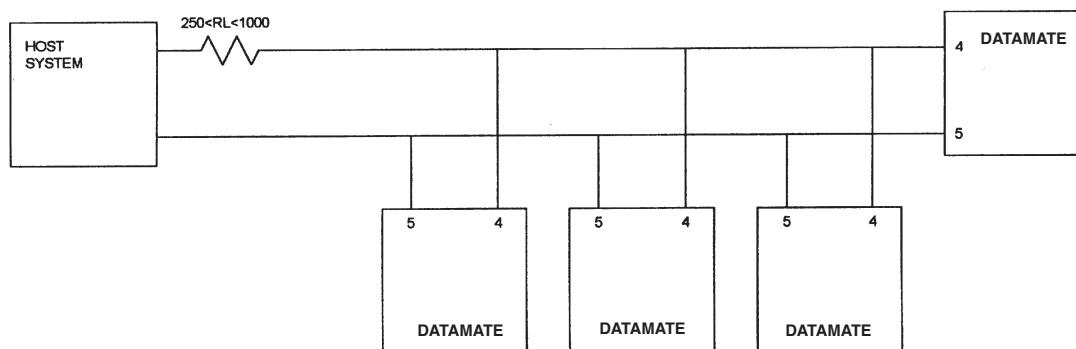 250<RL<1000
HOST
SYSTEM
4 DATAMATE
5
5 4
5 4
5 4
DATAMATE
DATAMATE
DATAMATE